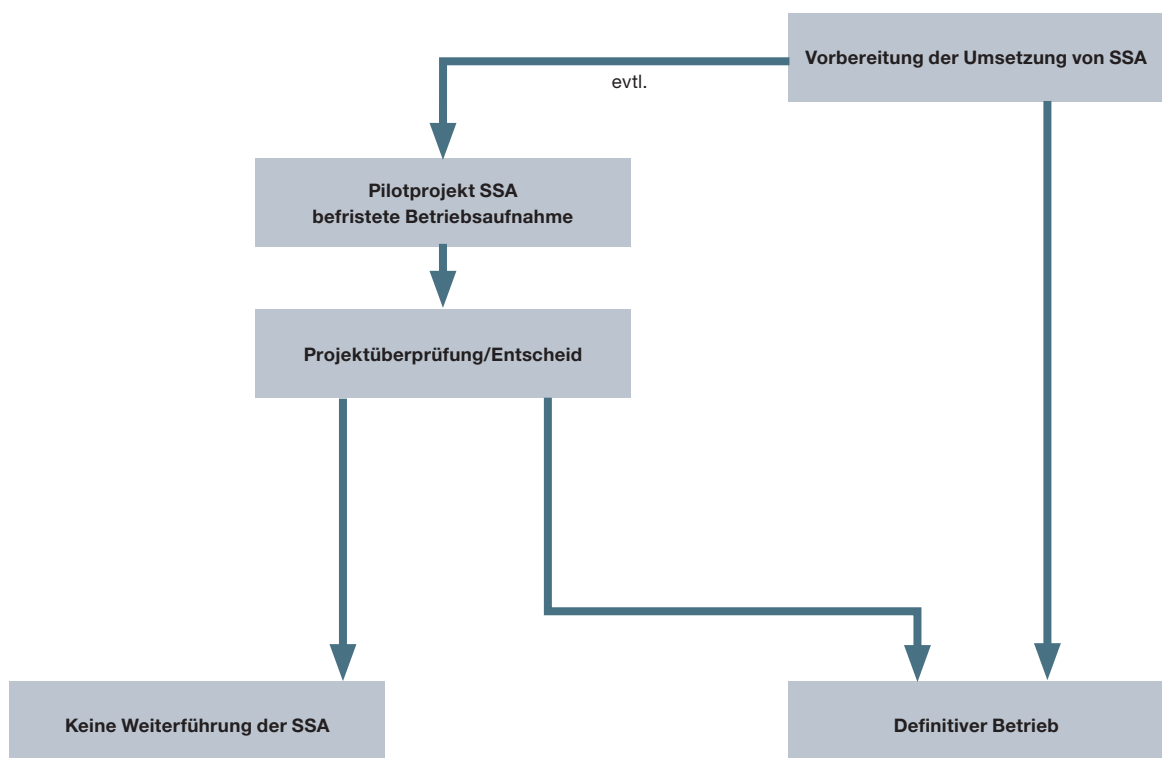 Vorbereitung der Umsetzung von SSA
evtl.
Pilotprojekt SSA
befristete Betriebsaufnahme
Projektüberprüfung/Entscheid
Keine Weiterführung der SSA
Definitiver Betrieb